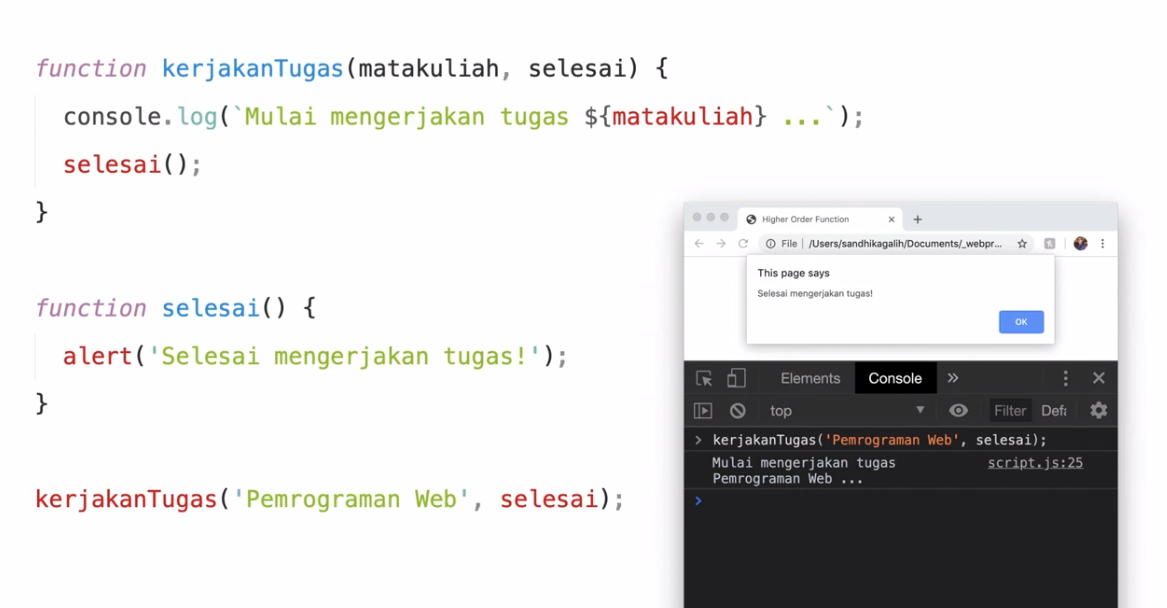 function kerjakanTugas(matakuliah, selesai) {
console.log(`Mulai mengerjakan tugas ${matakuliah} ...`);
selesai();
}
function selesai() {
alert('Selesai mengerjakan tugas!');
}
kerjakanTugas('Pemrograman Web', selesai);
Higher Order Function
File | /Users/sandhikagalih/Documents/_webpr...
This page says
Selesai mengerjakan tugas!
OK
Elements Console »
top Filter Defa
> kerjakanTugas('Pemrograman Web', selesai);
Mulai mengerjakan tugas script.js:25
Pemrograman Web ...
>